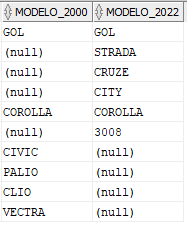 MODELO_2000 MODELO_2022
GOL GOL
(null) STRADA
(null) CRUZE
(null) CITY
COROLLA COROLLA
(null) 3008
CIVIC (null)
PALIO (null)
CLIO (null)
VECTRA (null)